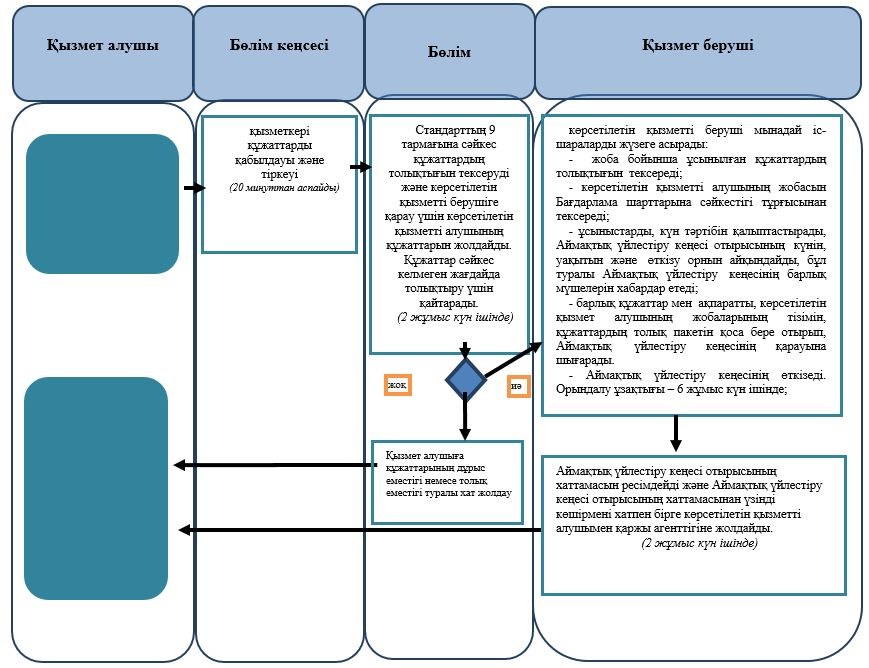 Қызмет алушы
Бөлім кеңсесі
Бөлім
Қызмет беруші
қызметкері
құжаттарды
қабылдауы және
тіркеуі
(20 минуттан аспайды)
Стандарттың 9
тармағына сәйкес
құжаттардың
толықтығын тексеруді
және көрсетілетін
қызметті берушіге
қарау үшін көрсетілетін
қызметті алушының
құжаттарын жолдайды.
Құжаттар сәйкес
келмеген жағдайда
толықтыру үшін
қайтарады.
(2 жұмыс күн ішінде)
көрсетілетін қызметті беруші мынадай іс-
шараларды жүзеге асырады:
- жоба бойынша ұсынылған құжаттардың
толықтығын тексереді;
- көрсетілетін қызметті алушының жобасын
Бағдарлама шарттарына сәйкестігі тұрғысынан
тексереді;
- ұсыныстарды, күн тәртібін қалыптастырады,
Аймақтық үйлестіру кеңесі отырысының күнін,
уақытын және өткізу орнын айқындайды, бұл
туралы Аймақтық үйлестіру кеңесінің барлық
мүшелерін хабардар етеді;
- барлық құжаттар мен ақпаратты, көрсетілетін
қызмет алушының жобаларының тізімін,
құжаттардың толық пакетін қоса бере отырып,
Аймақтық үйлестіру кеңесінің қарауына
шығарады.
- Аймақтық үйлестіру кеңесінің өткізеді.
Орындалу ұзақтығы – 6 жұмыс күн ішінде;
жоқ
иә
Қызмет алушыға
құжаттарының дұрыс
еместігі немесе толық
еместігі туралы хат жолдау
Аймақтық үйлестіру кеңесі отырысының
хаттамасын ресімдейді және Аймақтық үйлестіру
кеңесі отырысының хаттамасынан үзінді
көшірмені хатпен бірге көрсетілетін қызметті
алушымен қаржы агенттігіне жолдайды.
(2 жұмыс күн ішінде)